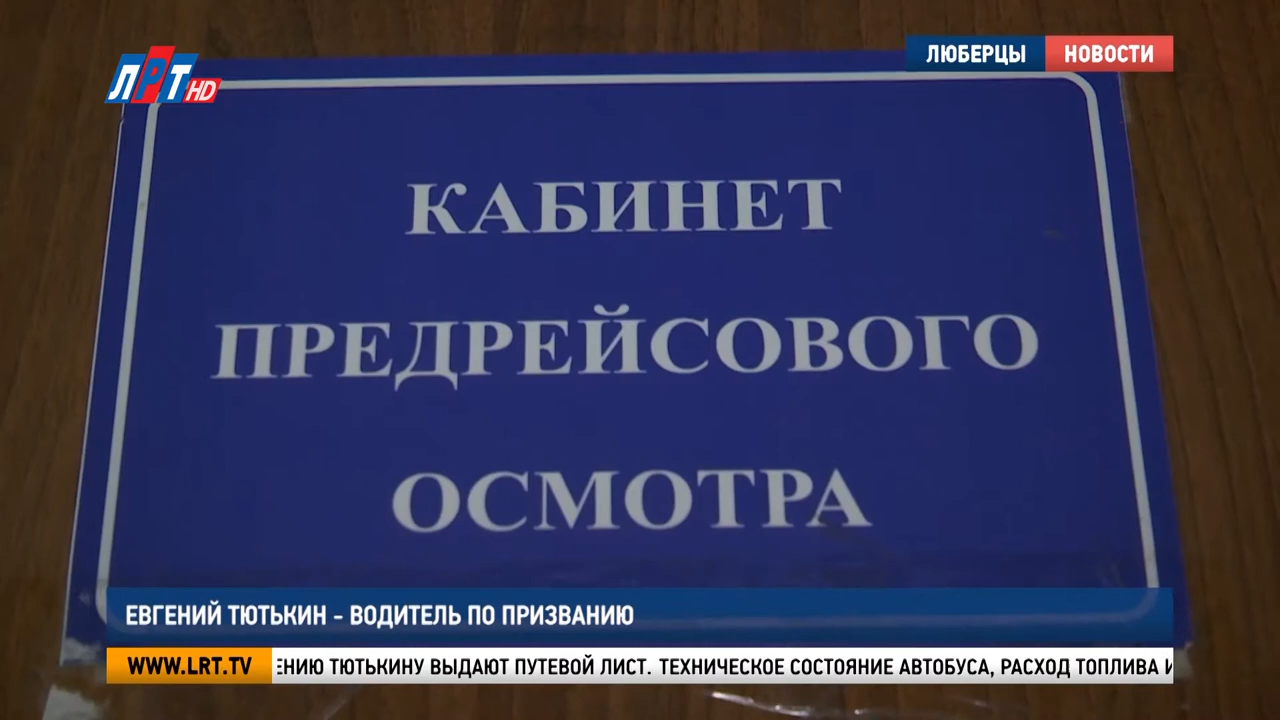 ЛРТ HD
ЛЮБЕРЦЫ НОВОСТИ
КАБИНЕТ
ПРЕДРЕЙСОВОГО
ОСМОТРА
ЕВГЕНИЙ ТЮТЬКИН - ВОДИТЕЛЬ ПО ПРИЗВАНИЮ
WWW.LRT.TV ЕНИЮ ТЮТЬКИНУ ВЫДАЮТ ПУТЕВОЙ ЛИСТ. ТЕХНИЧЕСКОЕ СОСТОЯНИЕ АВТОБУСА, РАСХОД ТОПЛИВА И